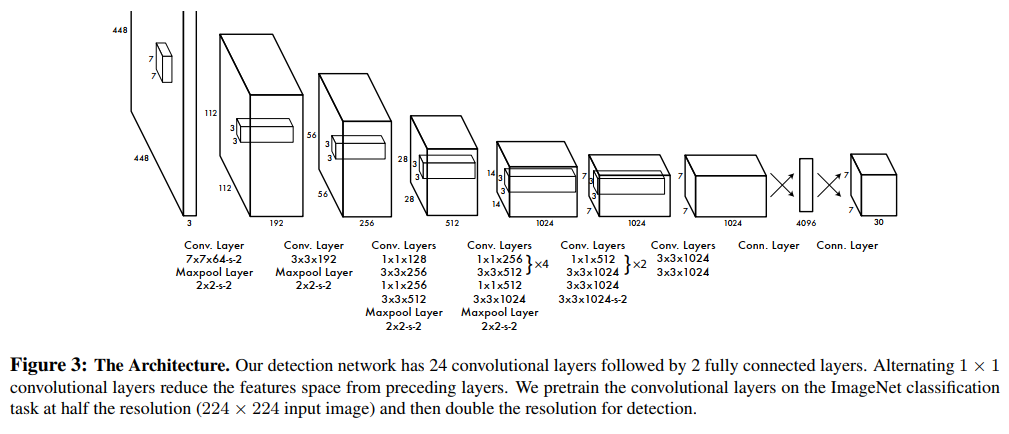 448
448
3
7
7
112
112
192
3
3
56
56
256
3
3
28
28
512
3
3
14
14
1024
3
3
7
7
1024
3
3
7
7
1024
4096
7
7
30
Conv. Layer
7x7x64-s-2
Maxpool Layer
2x2-s-2
Conv. Layer
3x3x192
Maxpool Layer
2x2-s-2
Conv. Layers
1x1x128
3x3x256
1x1x256
3x3x512
Maxpool Layer
2x2-s-2
Conv. Layers
1x1x256
3x3x512
}×4
1x1x512
3x3x1024
Maxpool Layer
2x2-s-2
Conv. Layers
1x1x512
3x3x1024
}×2
3x3x1024
3x3x1024-s-2
Conv. Layers
3x3x1024
3x3x1024
Conn. Layer
Conn. Layer
Figure 3: The Architecture. Our detection network has 24 convolutional layers followed by 2 fully connected layers. Alternating 1 × 1
convolutional layers reduce the features space from preceding layers. We pretrain the convolutional layers on the ImageNet classification
task at half the resolution (224 × 224 input image) and then double the resolution for detection.